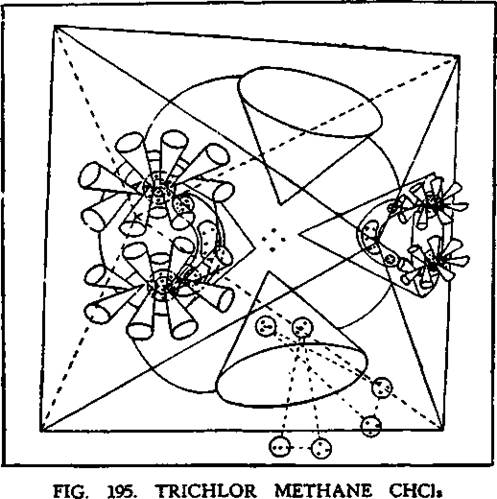 FIG. 195. TRICHLOR METHANE CHCl₃